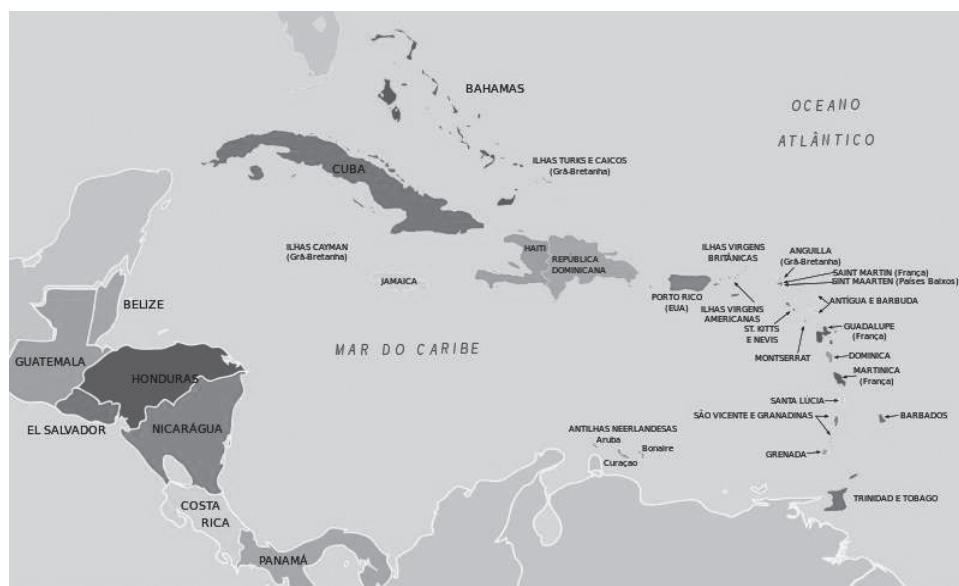 BAHAMAS
OCEANO
ATLÂNTICO
CUBA
ILHAS TURKS E CAICOS
(Grã-Bretanha)
ILHAS CAYMAN
(Grã-Bretanha)
JAMAICA
HAITI
REPÚBLICA
DOMINICANA
ILHAS VIRGENS
BRITÂNICAS
ANGUILLA
(Grã-Bretanha)
SAINT MARTIN (França)
SINT MAARTEN (Países Baixos)
PORTO RICO
(EUA)
ILHAS VIRGENS
AMERICANAS
ANTÍGUA E BARBUDA
ST. KITTS
E NEVIS
GUADALUPE
(França)
MONTSERRAT
DOMINICA
MARTINICA
(França)
BELIZE
GUATEMALA
HONDURAS
MAR DO CARIBE
EL SALVADOR
NICARÁGUA
SANTA LÚCIA
SÃO VICENTE E GRANADINAS
BARBADOS
ANTILHAS NEERLANDESAS
Aruba
Bonaire
Curaçao
GRENADA
COSTA
RICA
TRINIDAD E TOBAGO
PANAMÁ